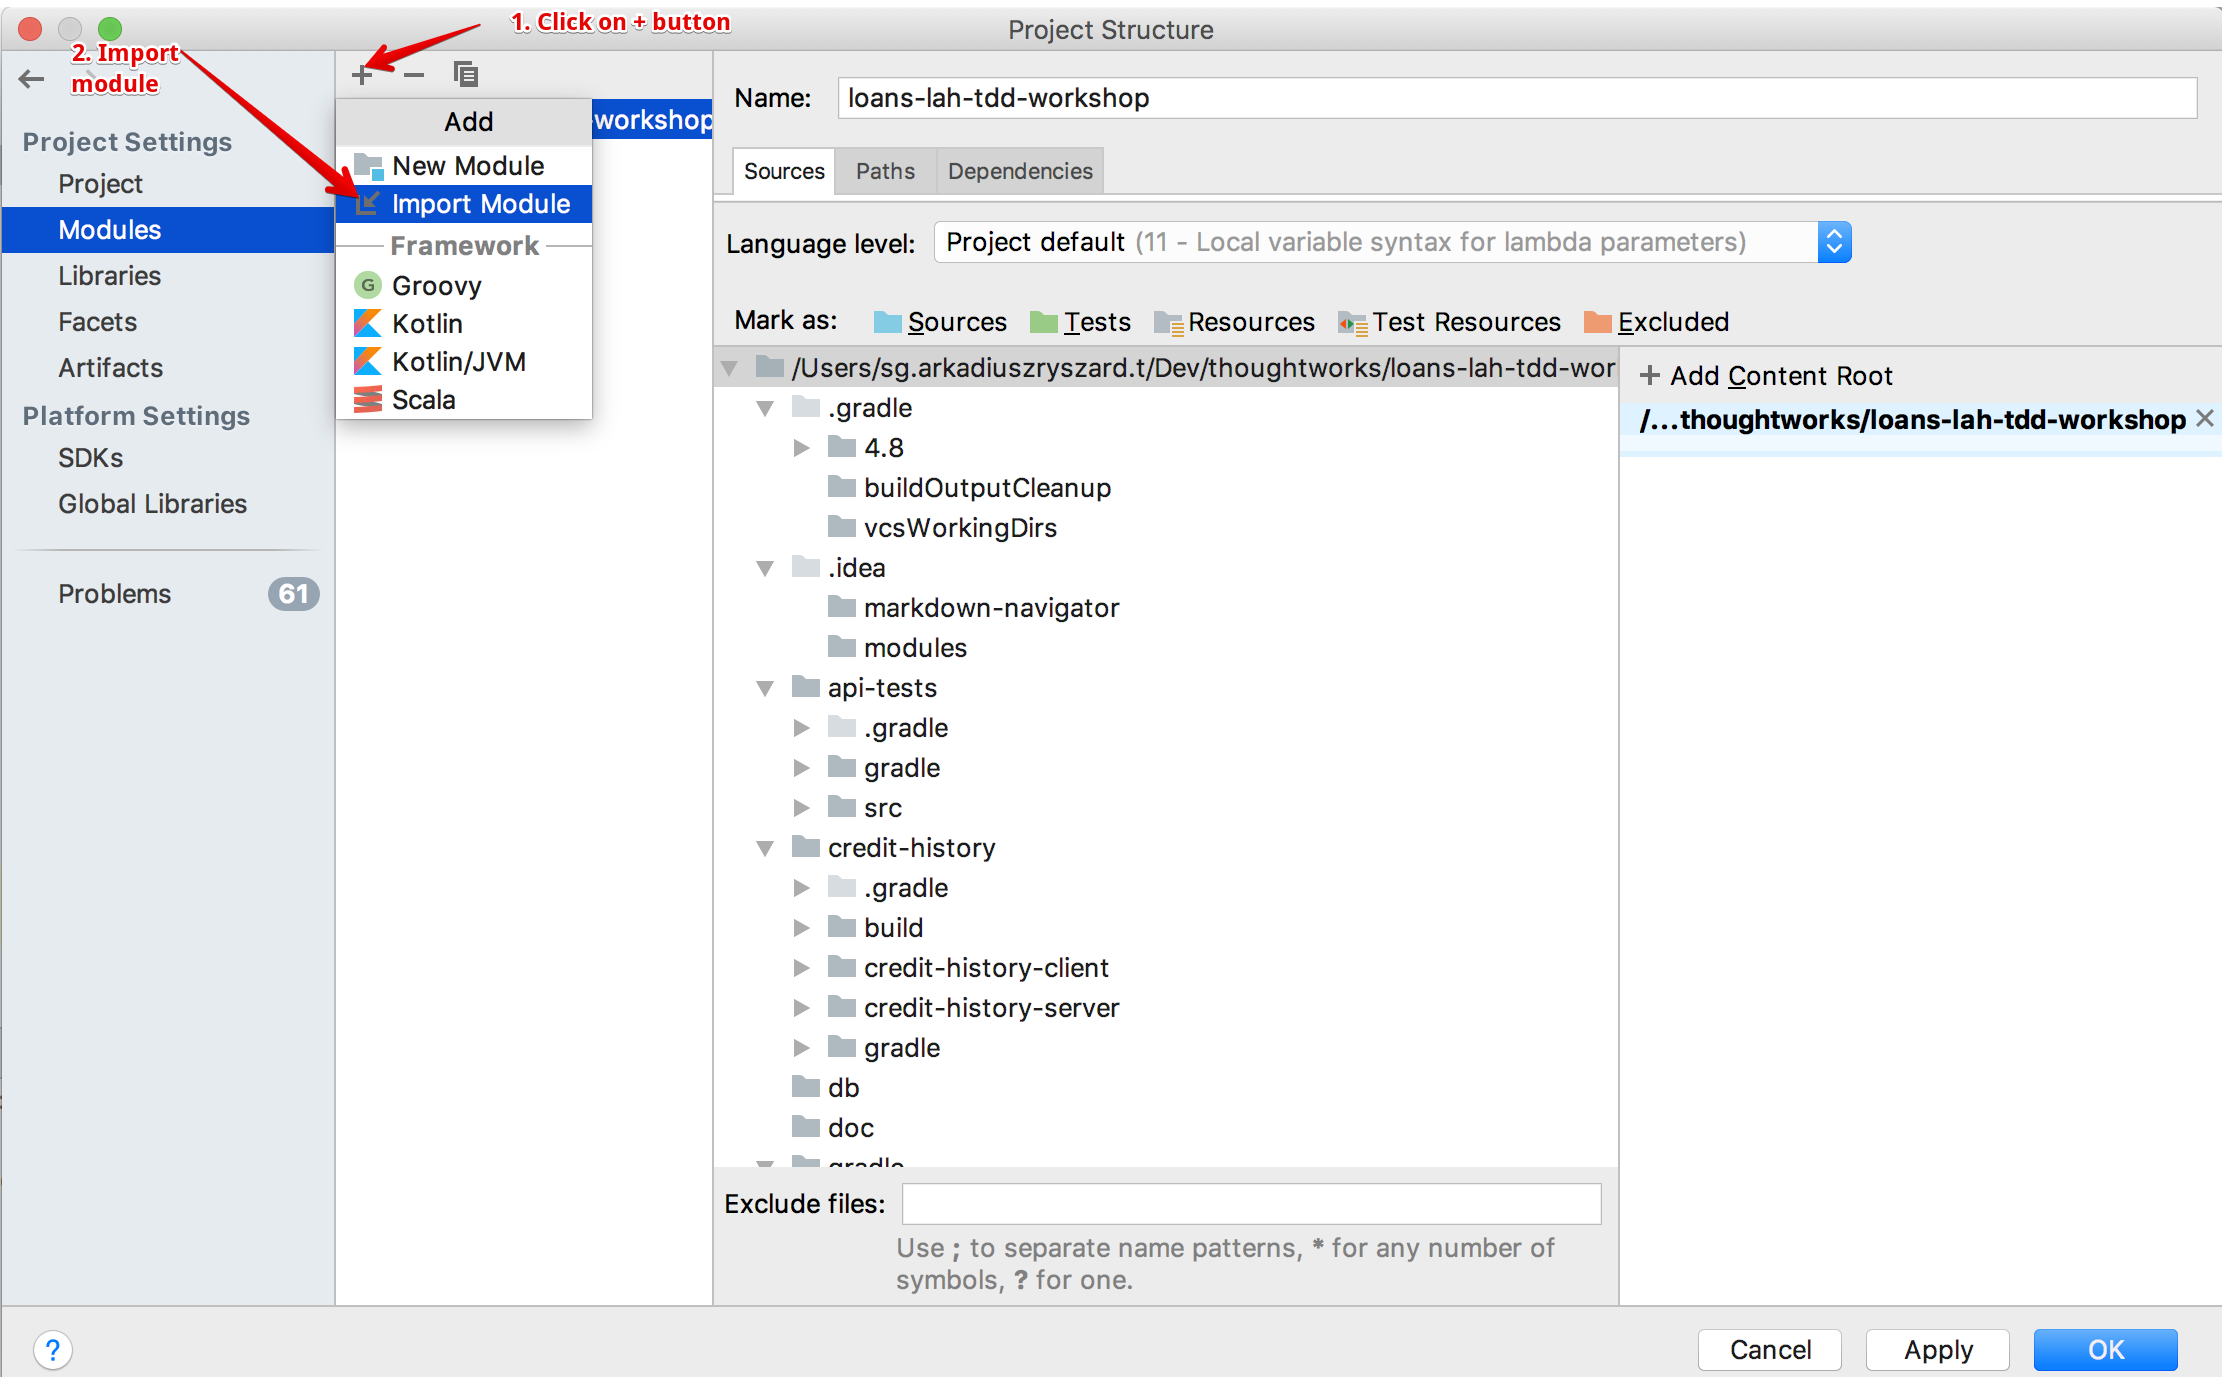 Project Structure
1. Click on + button
2. Import
module
Project Settings
Project
Modules
Libraries
Facets
Artifacts
Platform Settings
SDKs
Global Libraries
Problems 61
-workshop
Add
New Module
Import Module
Framework
G Groovy
Kotlin
Kotlin/JVM
Scala
Name: loans-lah-tdd-workshop
Sources Paths Dependencies
Language level: Project default (11 - Local variable syntax for lambda parameters)
Mark as: Sources Tests Resources Test Resources Excluded
/Users/sg.arkadiuszryszard.t/Dev/thoughtworks/loans-lah-tdd-wor
.gradle
4.8
buildOutputCleanup
vcsWorkingDirs
.idea
markdown-navigator
modules
api-tests
.gradle
gradle
src
credit-history
.gradle
build
credit-history-client
credit-history-server
gradle
db
doc
gradle
+ Add Content Root
/...thoughtworks/loans-lah-tdd-workshop
Exclude files:
Use ; to separate name patterns, * for any number of
symbols, ? for one.
?
Cancel Apply OK